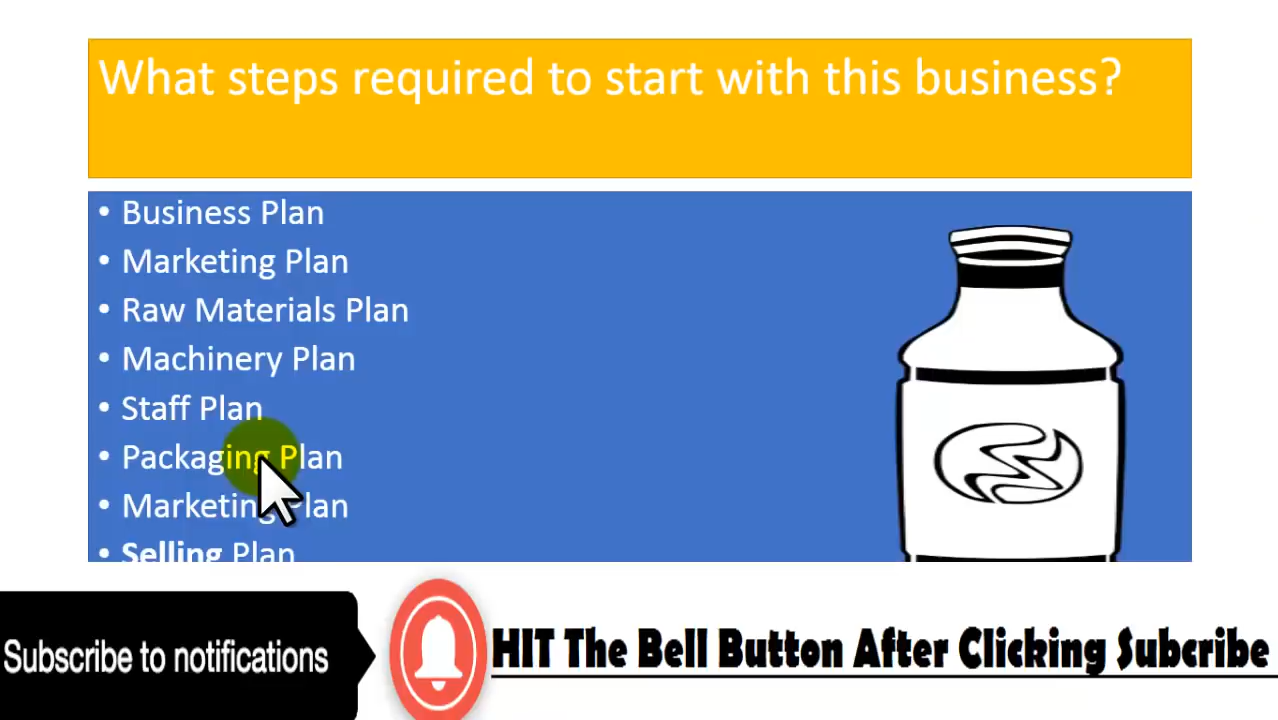 What steps required to start with this business?
• Business Plan
• Marketing Plan
• Raw Materials Plan
• Machinery Plan
• Staff Plan
• Packaging Plan
• Marketing Plan
• Selling Plan
Subscribe to notifications
HIT The Bell Button After Clicking Subcribe